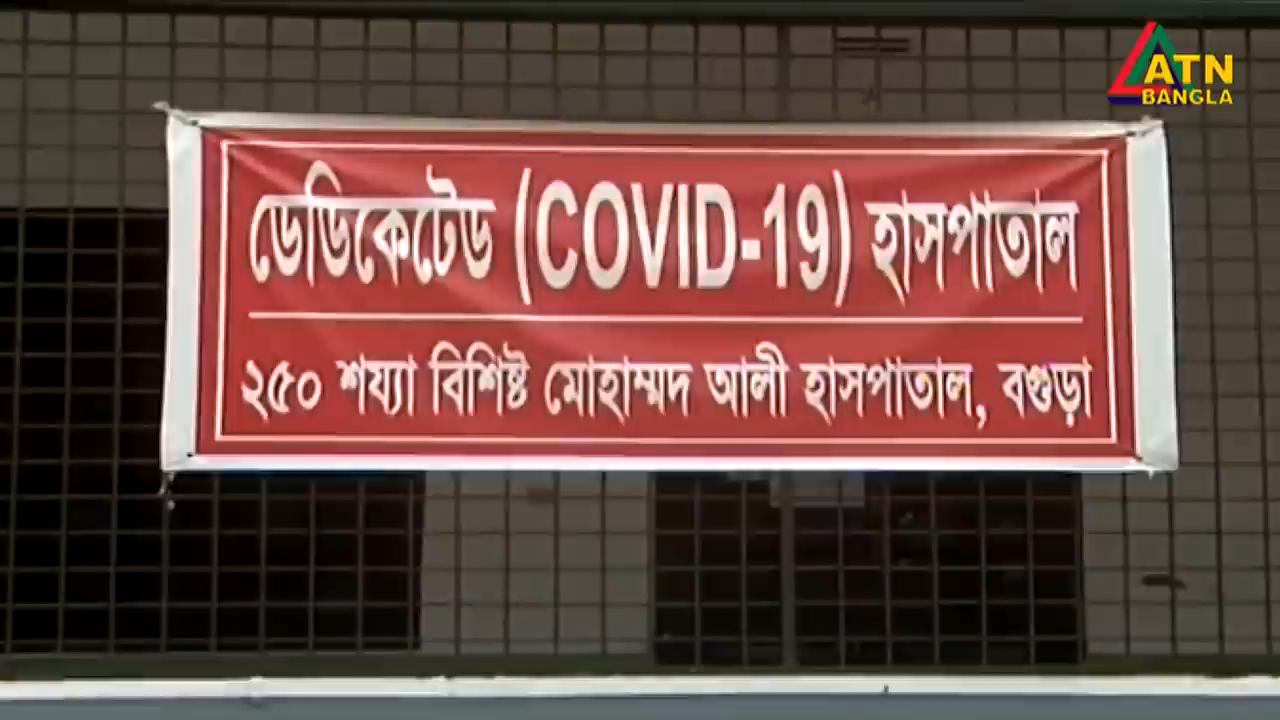 ATN
BANGLA
ডেডিকেটেড (COVID-19) হাসপাতাল
২৫০ শয্যা বিশিষ্ট মোহাম্মদ আলী হাসপাতাল, বগুড়া